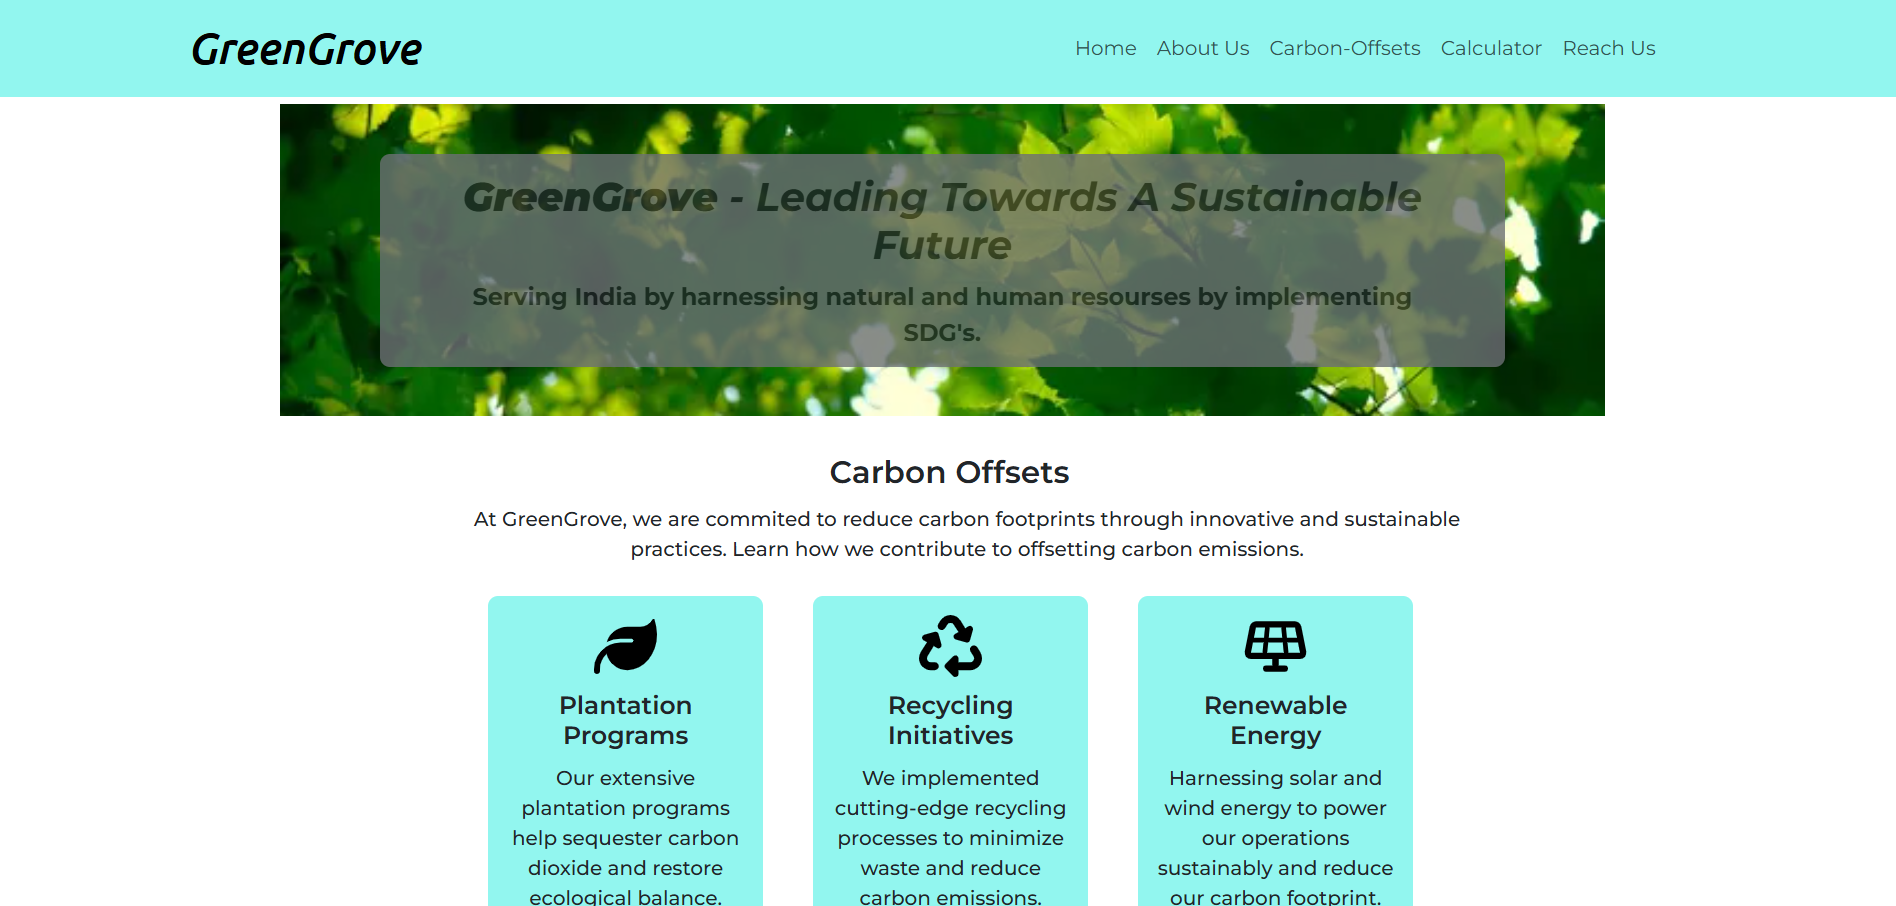 GreenGrove
Home About Us Carbon-Offsets Calculator Reach Us
GreenGrove - Leading Towards A Sustainable
Future
Serving India by harnessing natural and human resourses by implementing
SDG's.
Carbon Offsets
At GreenGrove, we are commited to reduce carbon footprints through innovative and sustainable
practices. Learn how we contribute to offsetting carbon emissions.
Plantation
Programs
Our extensive
plantation programs
help sequester carbon
dioxide and restore
ecological balance.
Recycling
Initiatives
We implemented
cutting-edge recycling
processes to minimize
waste and reduce
carbon emissions.
Renewable
Energy
Harnessing solar and
wind energy to power
our operations
sustainably and reduce
our carbon footprint.